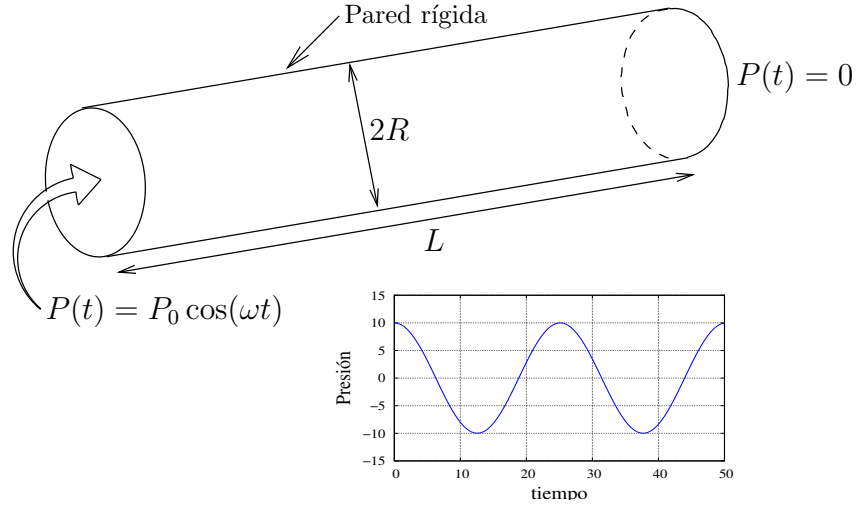 Pared rígida
P(t) = 0
2R
L
P(t) = P₀ cos(ωt)
15
10
5
0
−5
−10
−15
Presión
0 10 20 30 40 50
tiempo